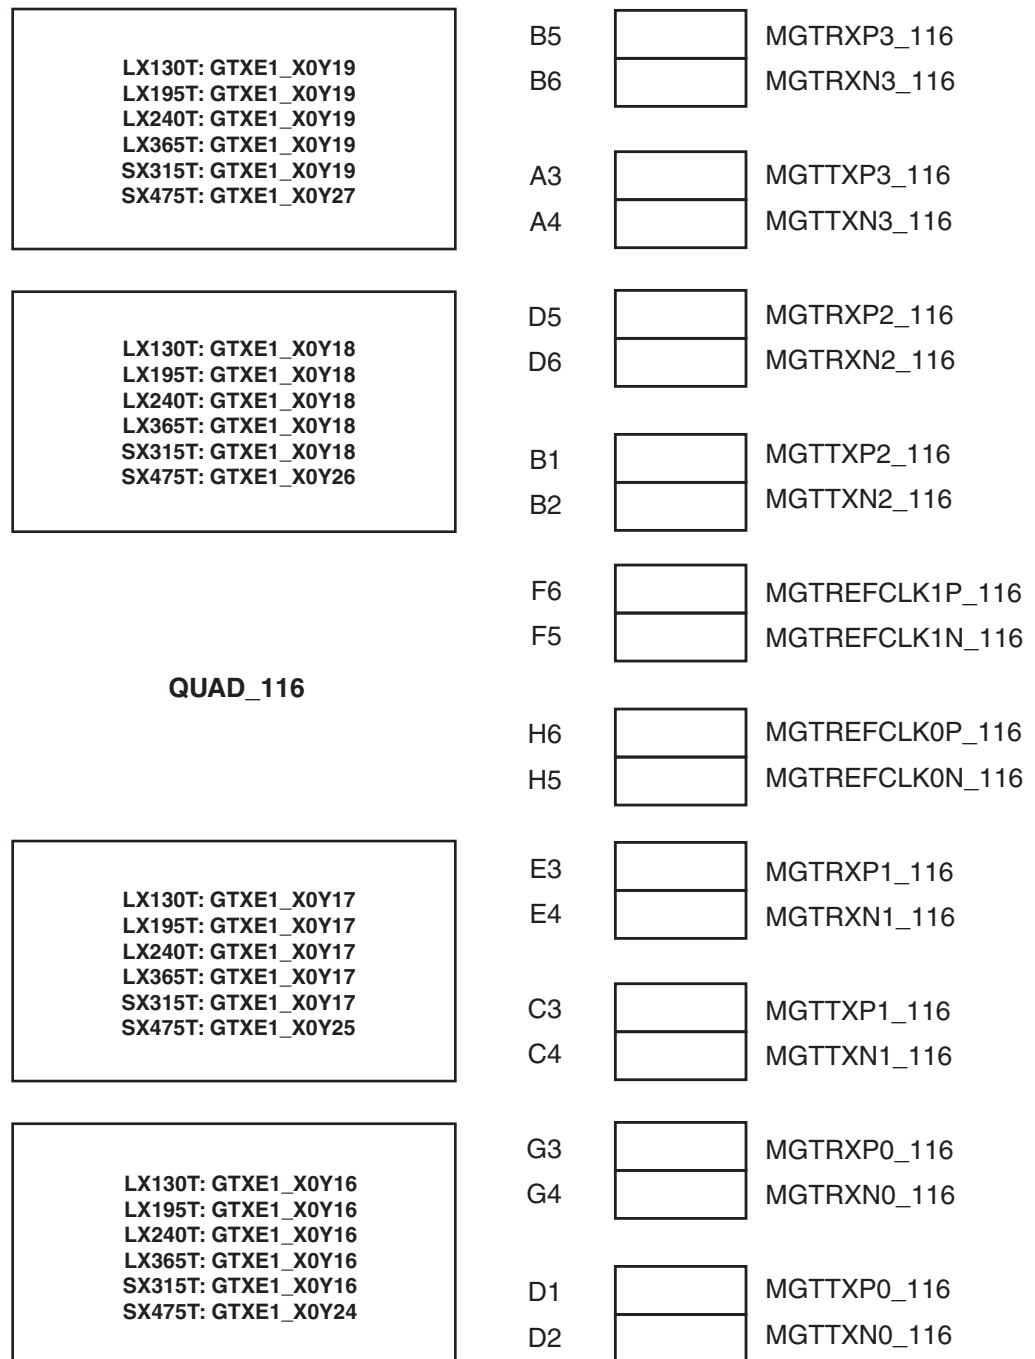 LX130T: GTXE1_X0Y19
LX195T: GTXE1_X0Y19
LX240T: GTXE1_X0Y19
LX365T: GTXE1_X0Y19
SX315T: GTXE1_X0Y19
SX475T: GTXE1_X0Y27
B5 MGTRXP3_116
B6 MGTRXN3_116
A3 MGTTXP3_116
A4 MGTTXN3_116
LX130T: GTXE1_X0Y18
LX195T: GTXE1_X0Y18
LX240T: GTXE1_X0Y18
LX365T: GTXE1_X0Y18
SX315T: GTXE1_X0Y18
SX475T: GTXE1_X0Y26
D5 MGTRXP2_116
D6 MGTRXN2_116
B1 MGTTXP2_116
B2 MGTTXN2_116
QUAD_116
F6 MGTREFCLK1P_116
F5 MGTREFCLK1N_116
H6 MGTREFCLK0P_116
H5 MGTREFCLK0N_116
LX130T: GTXE1_X0Y17
LX195T: GTXE1_X0Y17
LX240T: GTXE1_X0Y17
LX365T: GTXE1_X0Y17
SX315T: GTXE1_X0Y17
SX475T: GTXE1_X0Y25
E3 MGTRXP1_116
E4 MGTRXN1_116
C3 MGTTXP1_116
C4 MGTTXN1_116
LX130T: GTXE1_X0Y16
LX195T: GTXE1_X0Y16
LX240T: GTXE1_X0Y16
LX365T: GTXE1_X0Y16
SX315T: GTXE1_X0Y16
SX475T: GTXE1_X0Y24
G3 MGTRXP0_116
G4 MGTRXN0_116
D1 MGTTXP0_116
D2 MGTTXN0_116